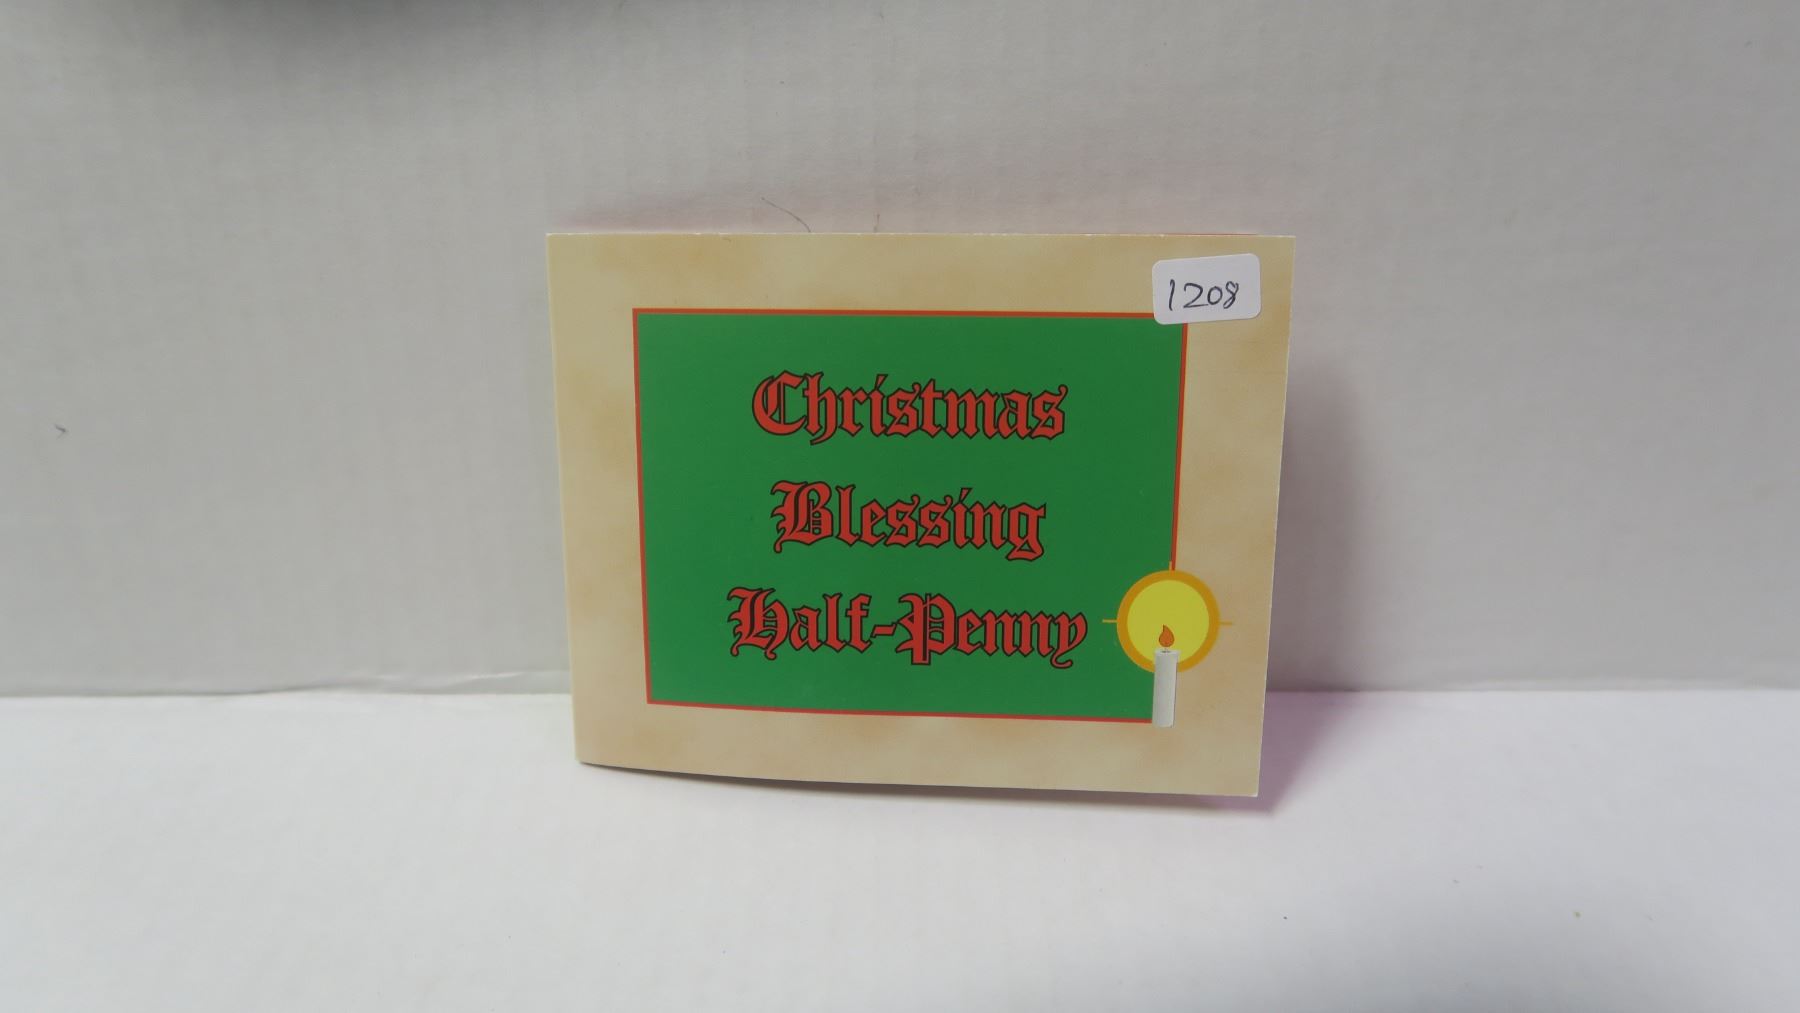 1208
Christmas
Blessing
Half-Penny